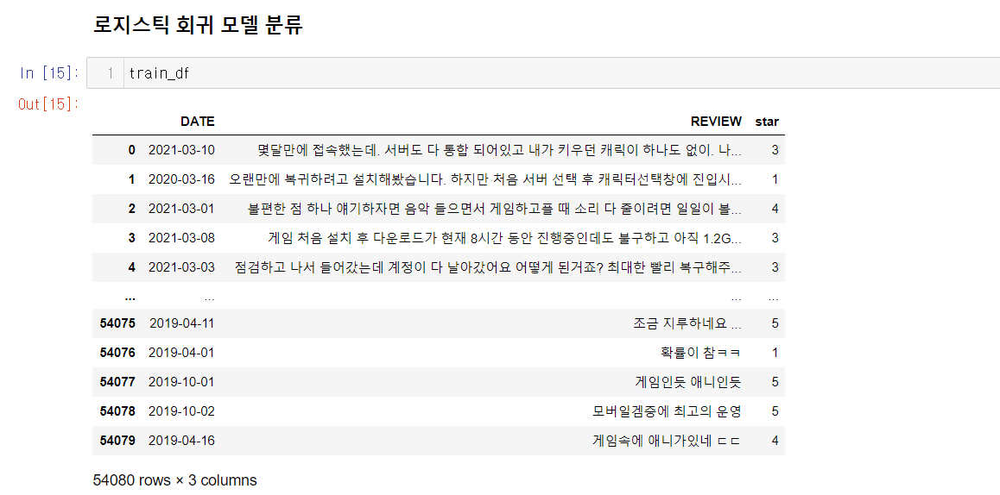 로지스틱 회귀 모델 분류
In [15]: 1 train_df
Out[15]:
DATE REVIEW star
0 2021-03-10 몇달만에 접속했는데. 서버도 다 통합 되어있고 내가 키우던 캐릭이 하나도 없이. 나... 3
1 2020-03-16 오랜만에 복귀하려고 설치해봤습니다. 하지만 처음 서버 선택 후 캐릭터선택창에 진입시... 1
2 2021-03-01 불편한 점 하나 얘기하자면 음악 들으면서 게임하고플 때 소리 다 줄이려면 일일이 볼... 4
3 2021-03-08 게임 처음 설치 후 다운로드가 현재 8시간 동안 진행중인데도 불구하고 아직 1.2G... 3
4 2021-03-03 점검하고 나서 들어갔는데 계정이 다 날아갔어요 어떻게 된거죠? 최대한 빨리 복구해주... 3
... ... ... ...
54075 2019-04-11 조금 지루하네요 ... 5
54076 2019-04-01 확률이 참ㅋㅋ 1
54077 2019-10-01 게임인듯 애니인듯 5
54078 2019-10-02 모버일겜중에 최고의 운영 5
54079 2019-04-16 게임속에 애니가있네 ㄷㄷ 4
54080 rows × 3 columns